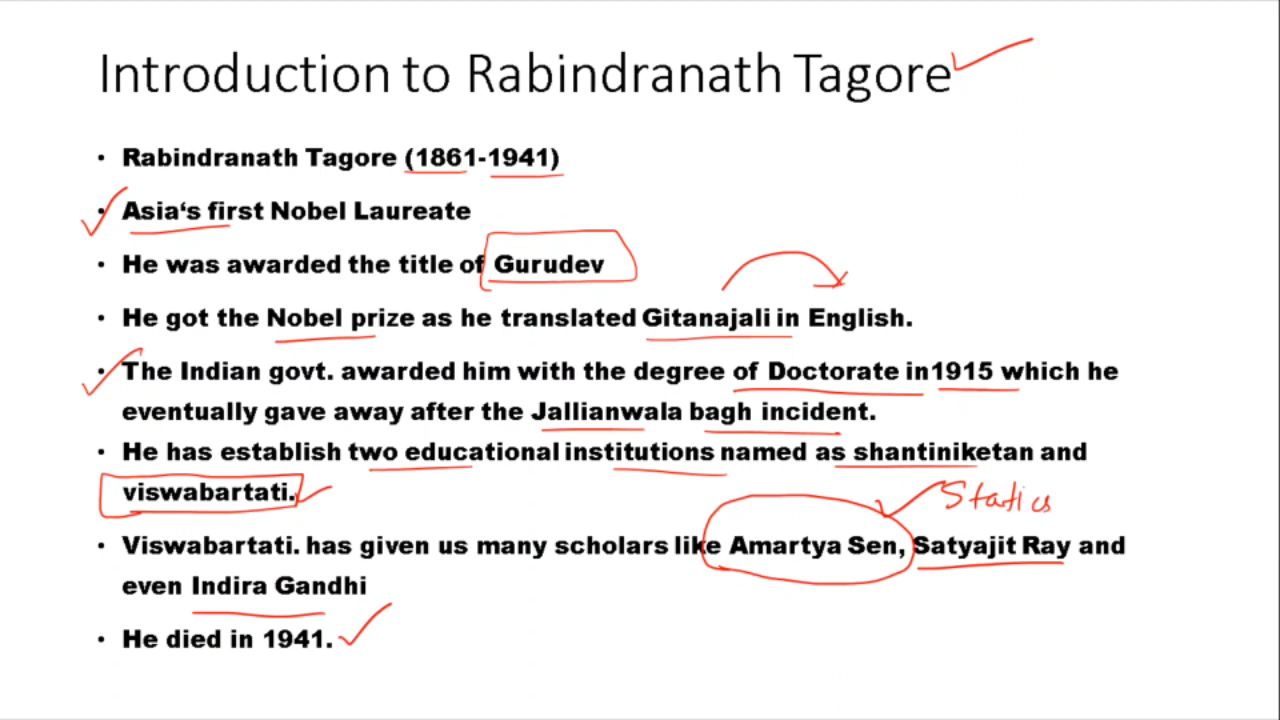 Introduction to Rabindranath Tagore
• Rabindranath Tagore (1861-1941)
• Asia‘s first Nobel Laureate
• He was awarded the title of Gurudev
• He got the Nobel prize as he translated Gitanajali in English.
• The Indian govt. awarded him with the degree of Doctorate in1915 which he
eventually gave away after the Jallianwala bagh incident.
• He has establish two educational institutions named as shantiniketan and
viswabartati.
Statics
• Viswabartati. has given us many scholars like Amartya Sen, Satyajit Ray and
even Indira Gandhi
• He died in 1941.